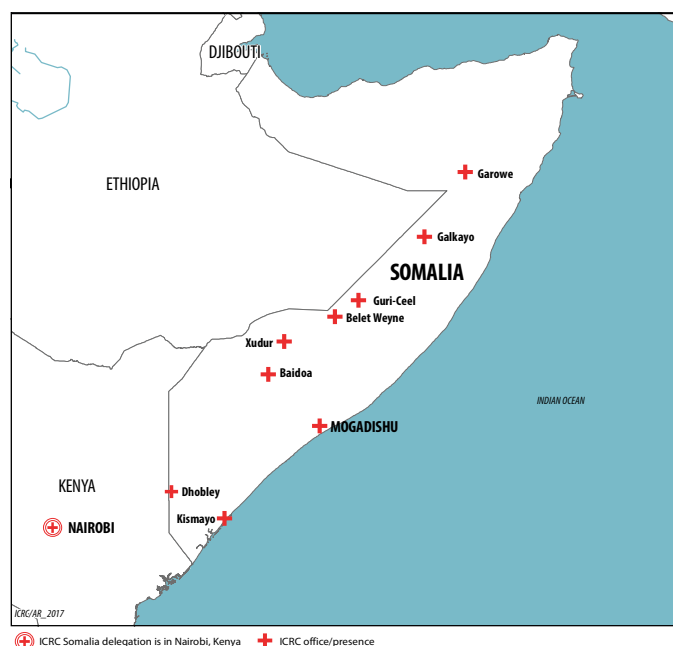 DJIBOUTI
ETHIOPIA
Garowe
Galkayo
SOMALIA
Guri-Ceel
Belet Weyne
Xudur
Baidoa
INDIAN OCEAN
MOGADISHU
KENYA
Dhobley
Kismayo
NAIROBI
ICRC/AR_2017
ICRC Somalia delegation is in Nairobi, Kenya ICRC office/presence